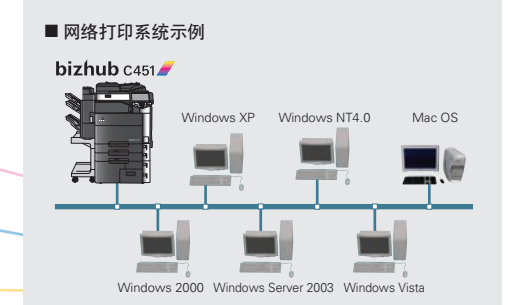 ■ 网络打印系统示例
bizhub C451
Windows XP
Windows NT4.0
Mac OS
Windows 2000
Windows Server 2003
Windows Vista